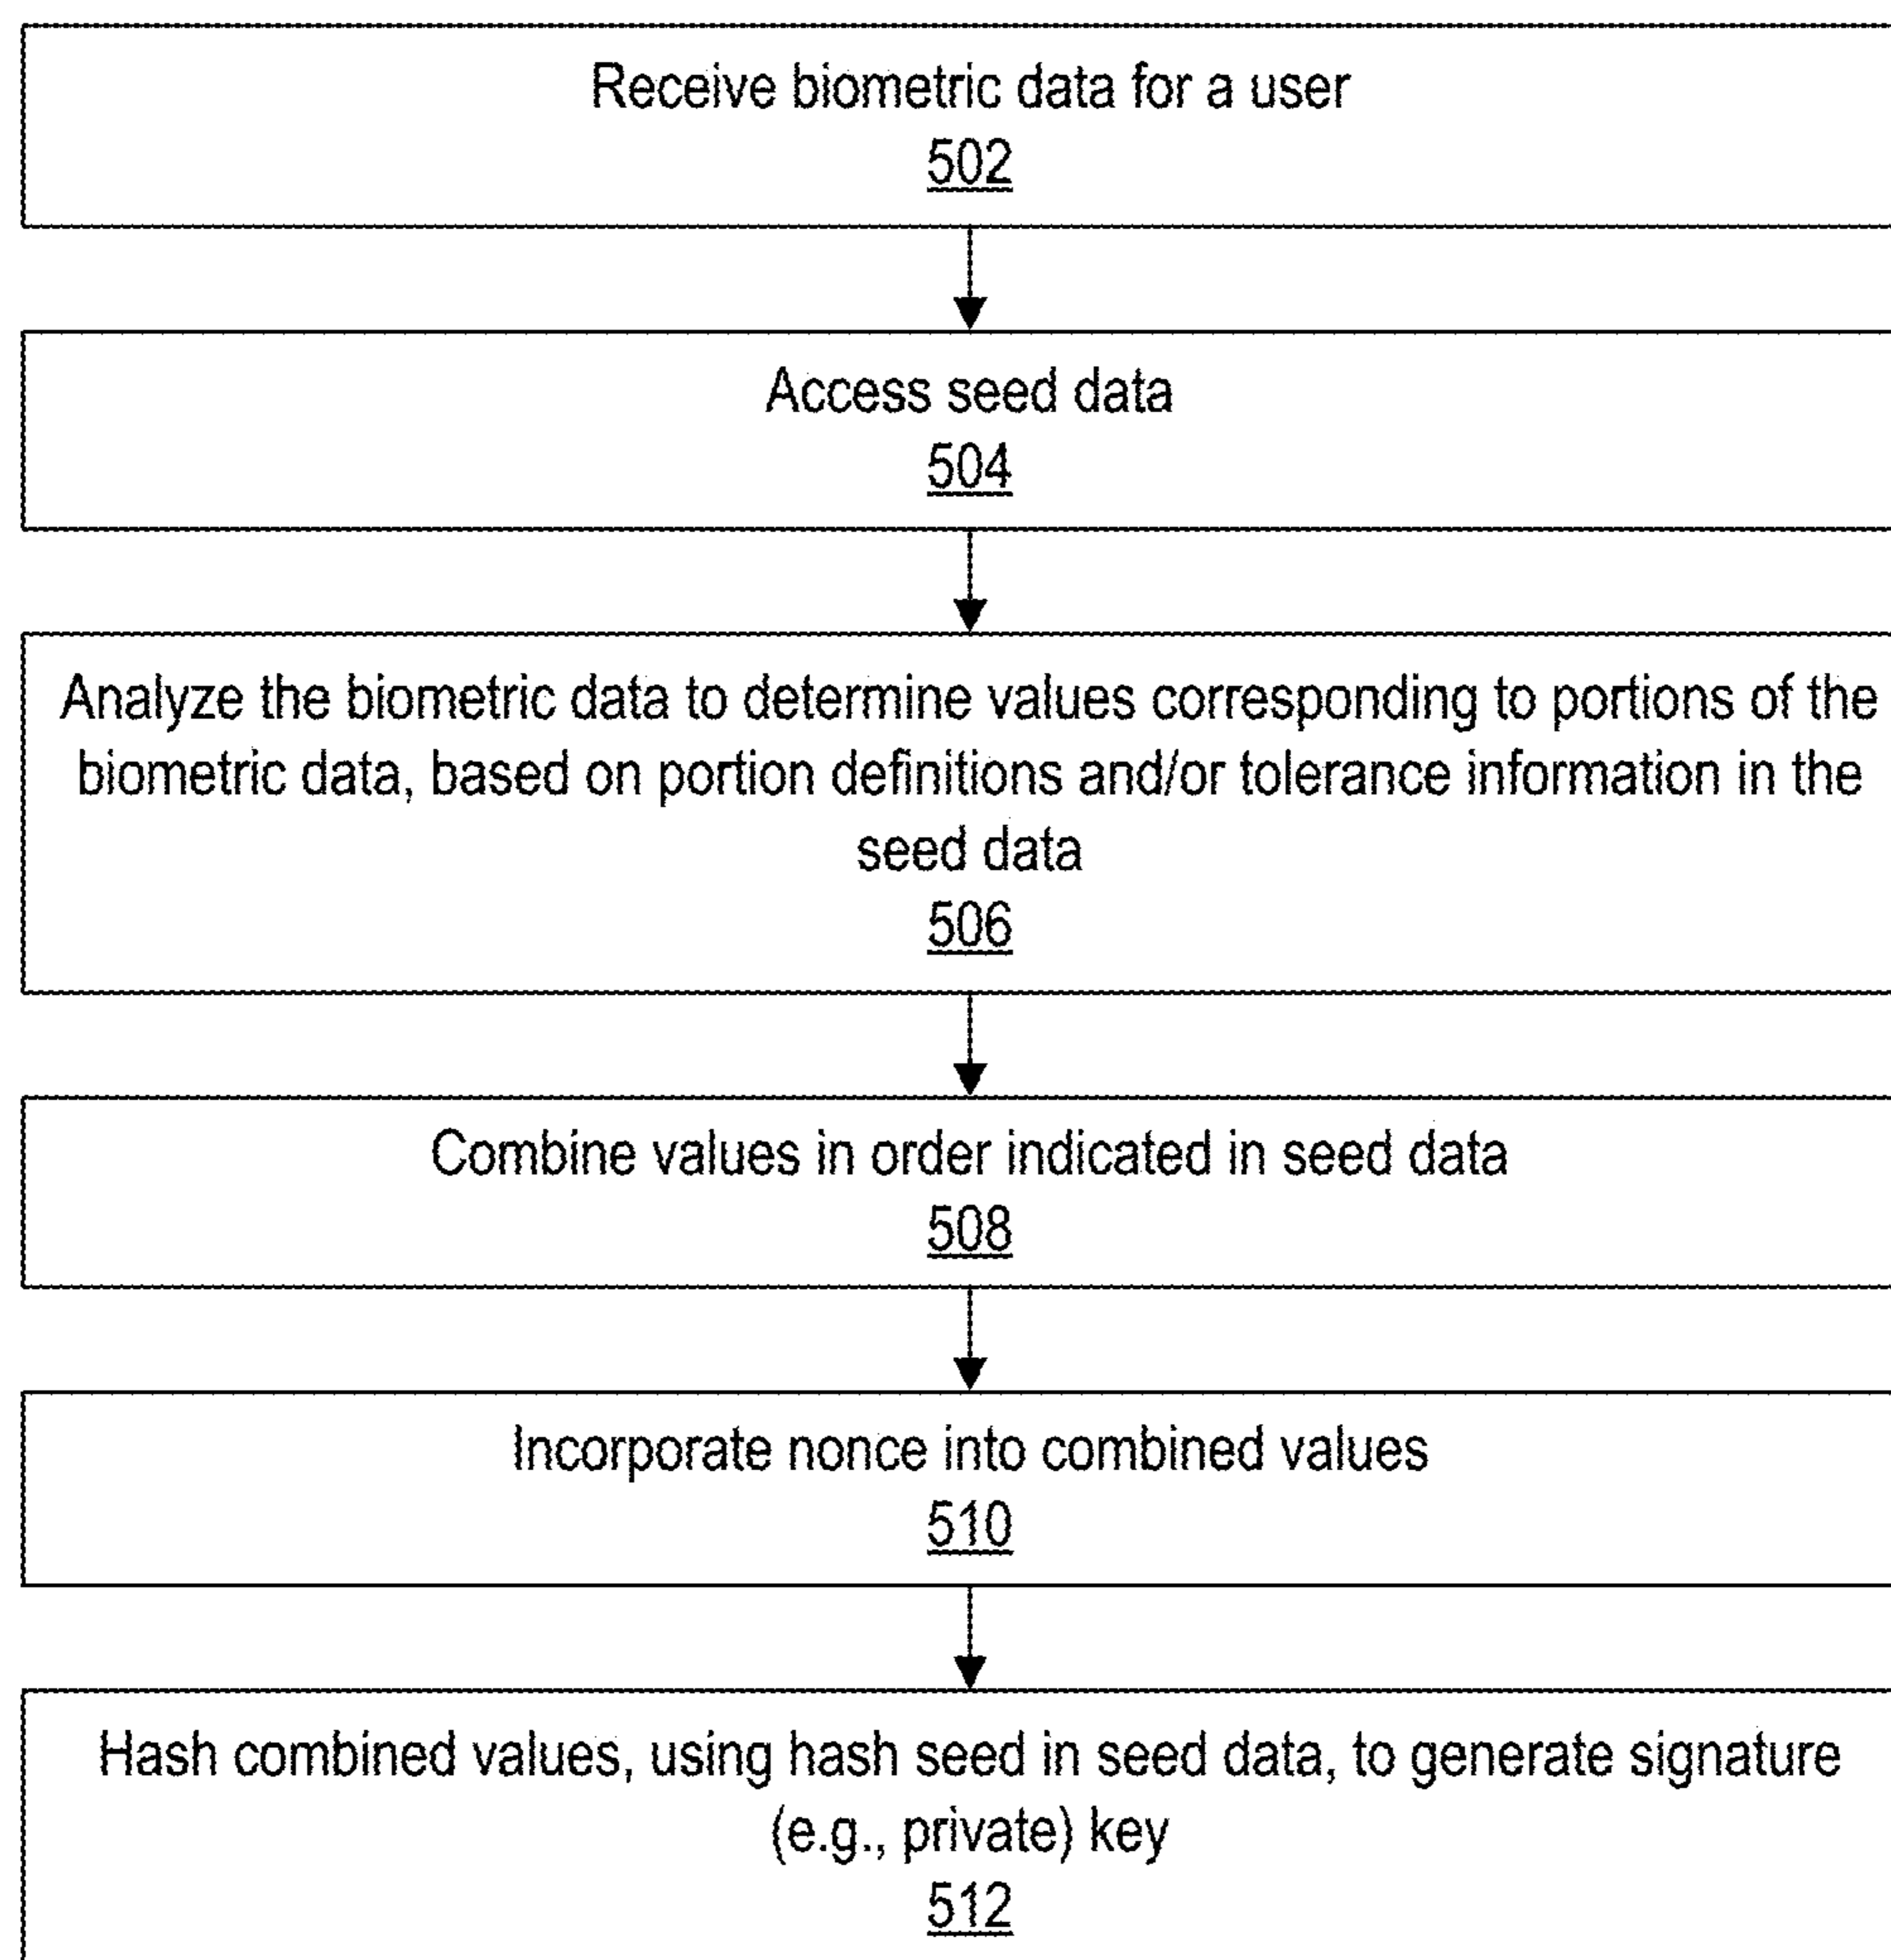 Receive biometric data for a user
502
Access seed data
504
Analyze the biometric data to determine values corresponding to portions of the
biometric data, based on portion definitions and/or tolerance information in the
seed data
506
Combine values in order indicated in seed data
508
Incorporate nonce into combined values
510
Hash combined values, using hash seed in seed data, to generate signature
(e.g., private) key
512